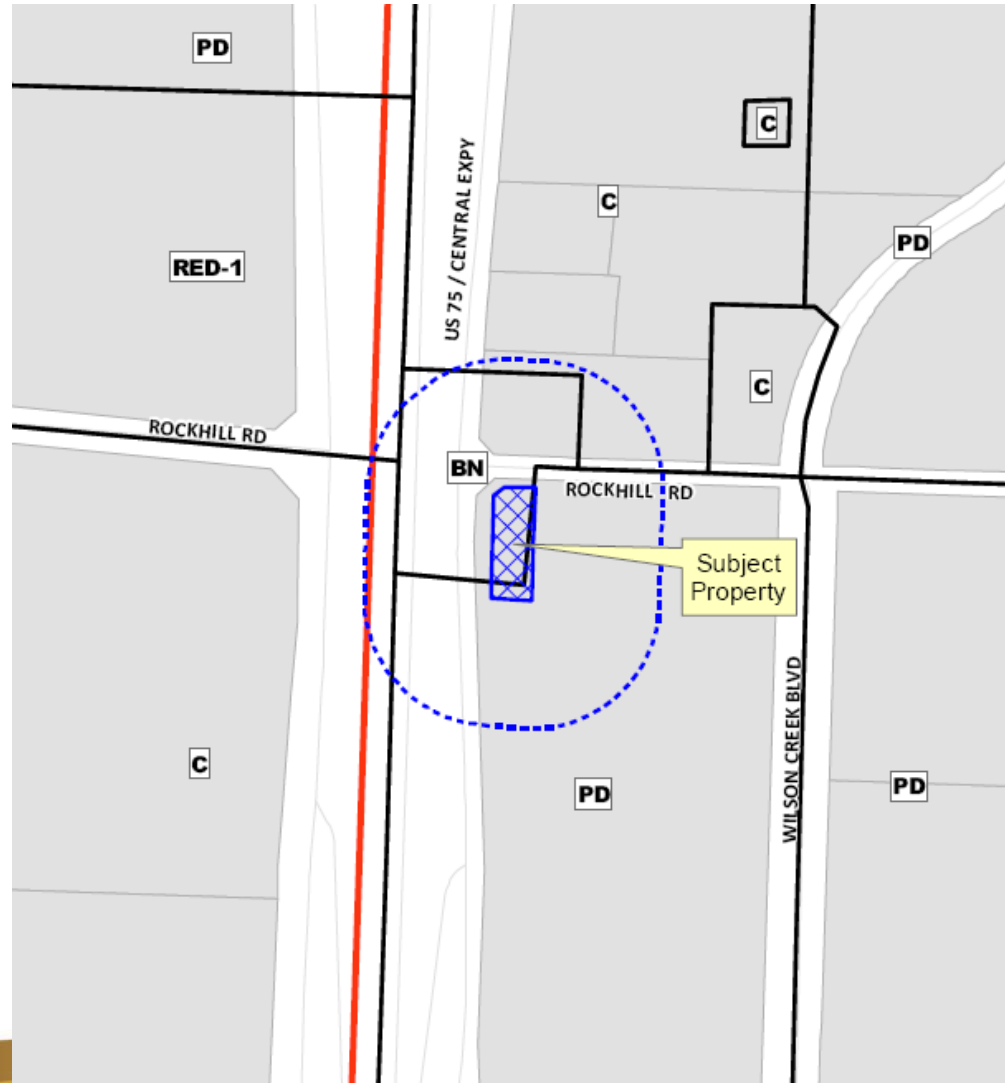 PD
C
C
US 75 / CENTRAL EXPY
PD
RED-1
C
ROCKHILL RD
BN
ROCKHILL RD
Subject
Property
WILSON CREEK BLVD
C
PD
PD